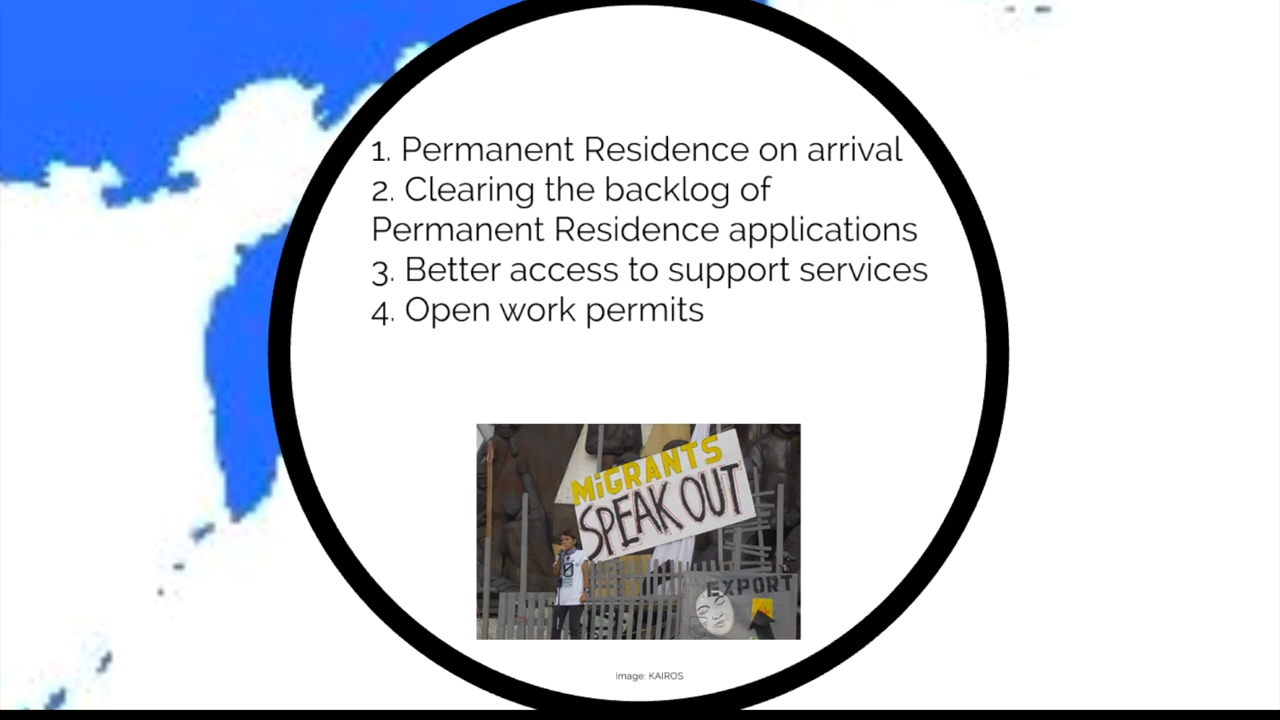 1. Permanent Residence on arrival
2. Clearing the backlog of
Permanent Residence applications
3. Better access to support services
4. Open work permits
MiGRANTS
SPEAK OUT
EXPORT
Image: KAIROS